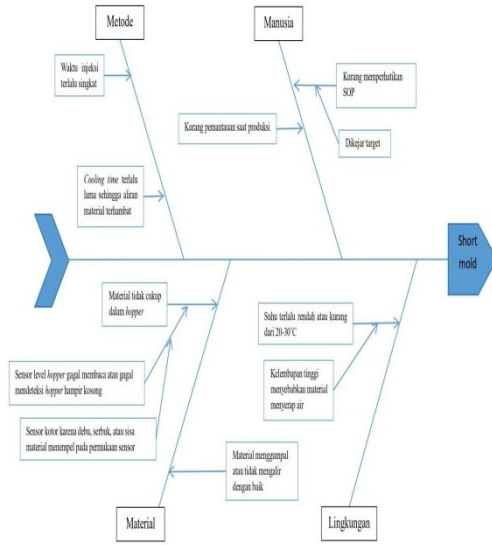 Metode
Manusia
Waktu injeksi
terlalu singkat
Kurang memperhatikan
SOP
Kurang pemantauan saat produksi
Dikejar target
Cooling time terlalu
lama sehingga aliran
material terhambat
Short
mold
Material tidak cukup
dalam hopper
Suhu terlalu rendah atau kurang
dari 20-30°C
Sensor level hopper gagal membaca atau gagal
mendeteksi hopper hampir kosong
Kelembapan tinggi
menyebabkan material
menyerap air
Sensor kotor karena debu, serbuk, atau sisa
material menempel pada permukaan sensor
Material menggumpal
atau tidak mengalir
dengan baik
Material
Lingkungan